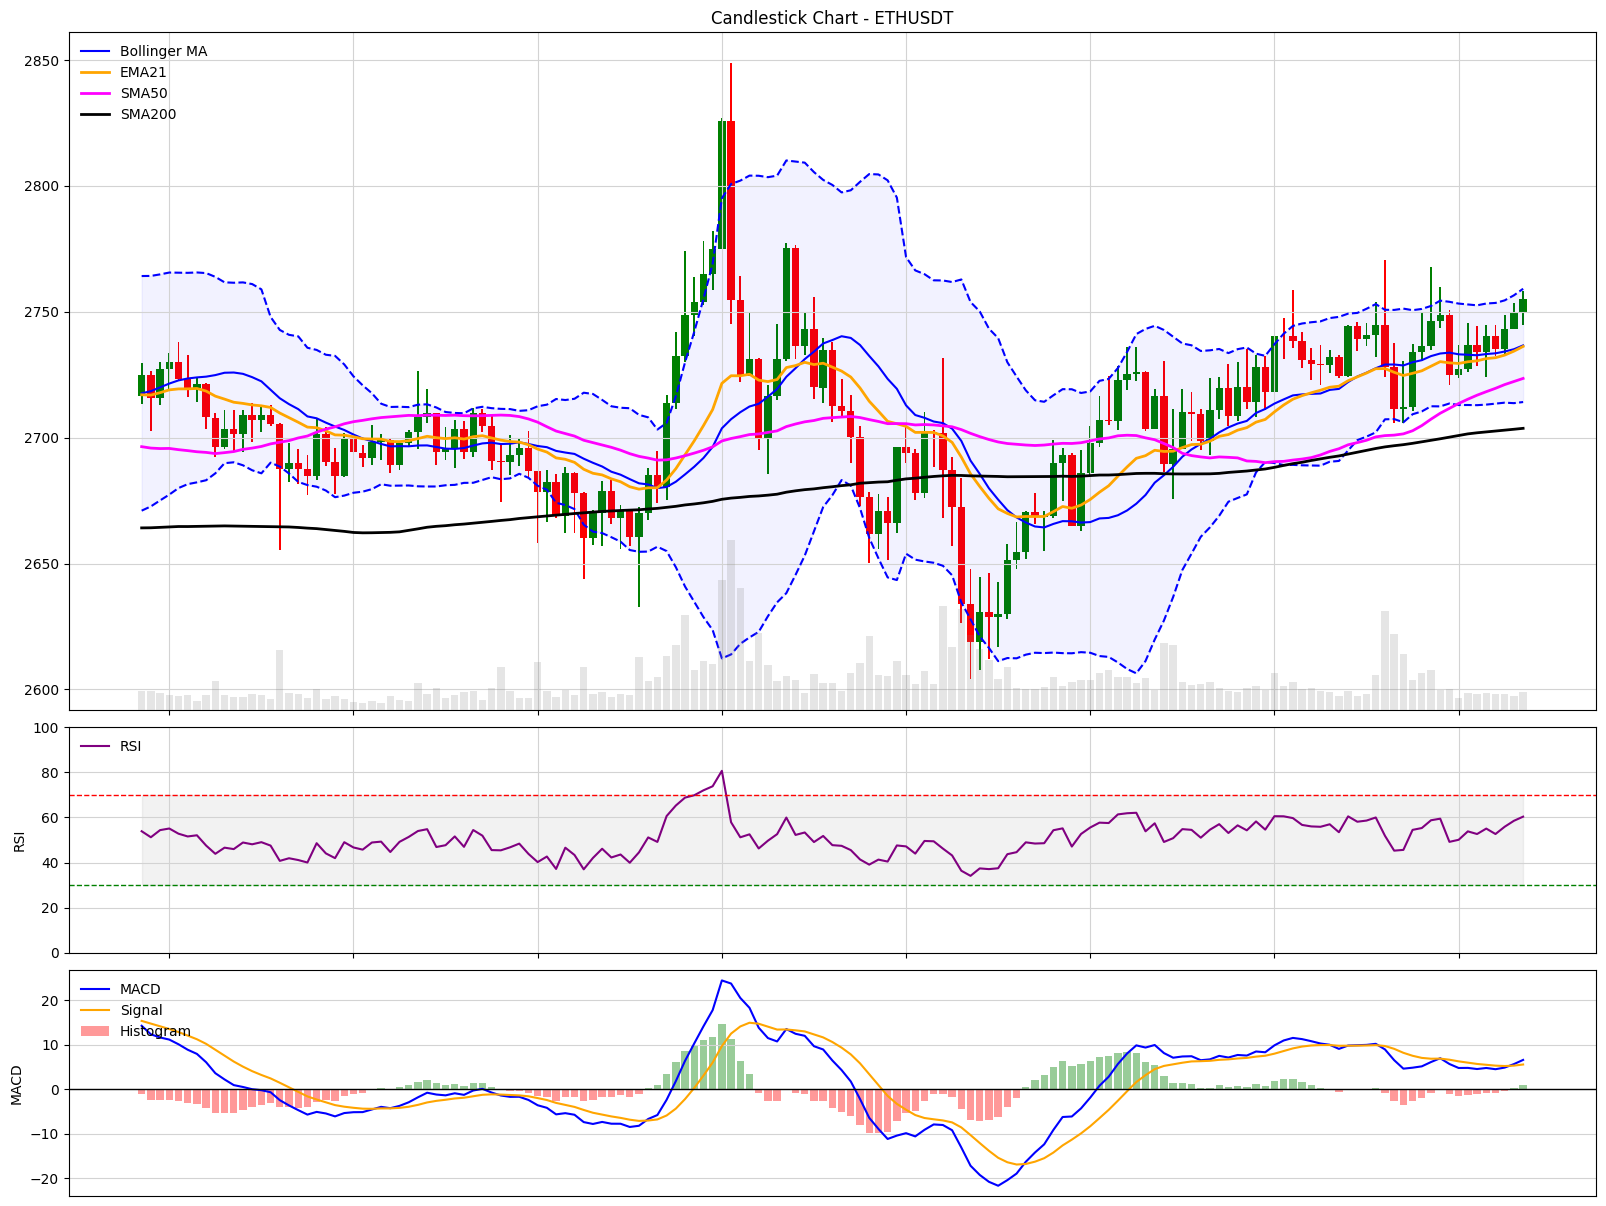 Candlestick Chart - ETHUSDT
Bollinger MA
EMA21
SMA50
SMA200
2850
2800
2750
2700
2650
2600
RSI
100
80
60
40
20
0
RSI
MACD
Signal
Histogram
20
10
0
−10
−20
MACD